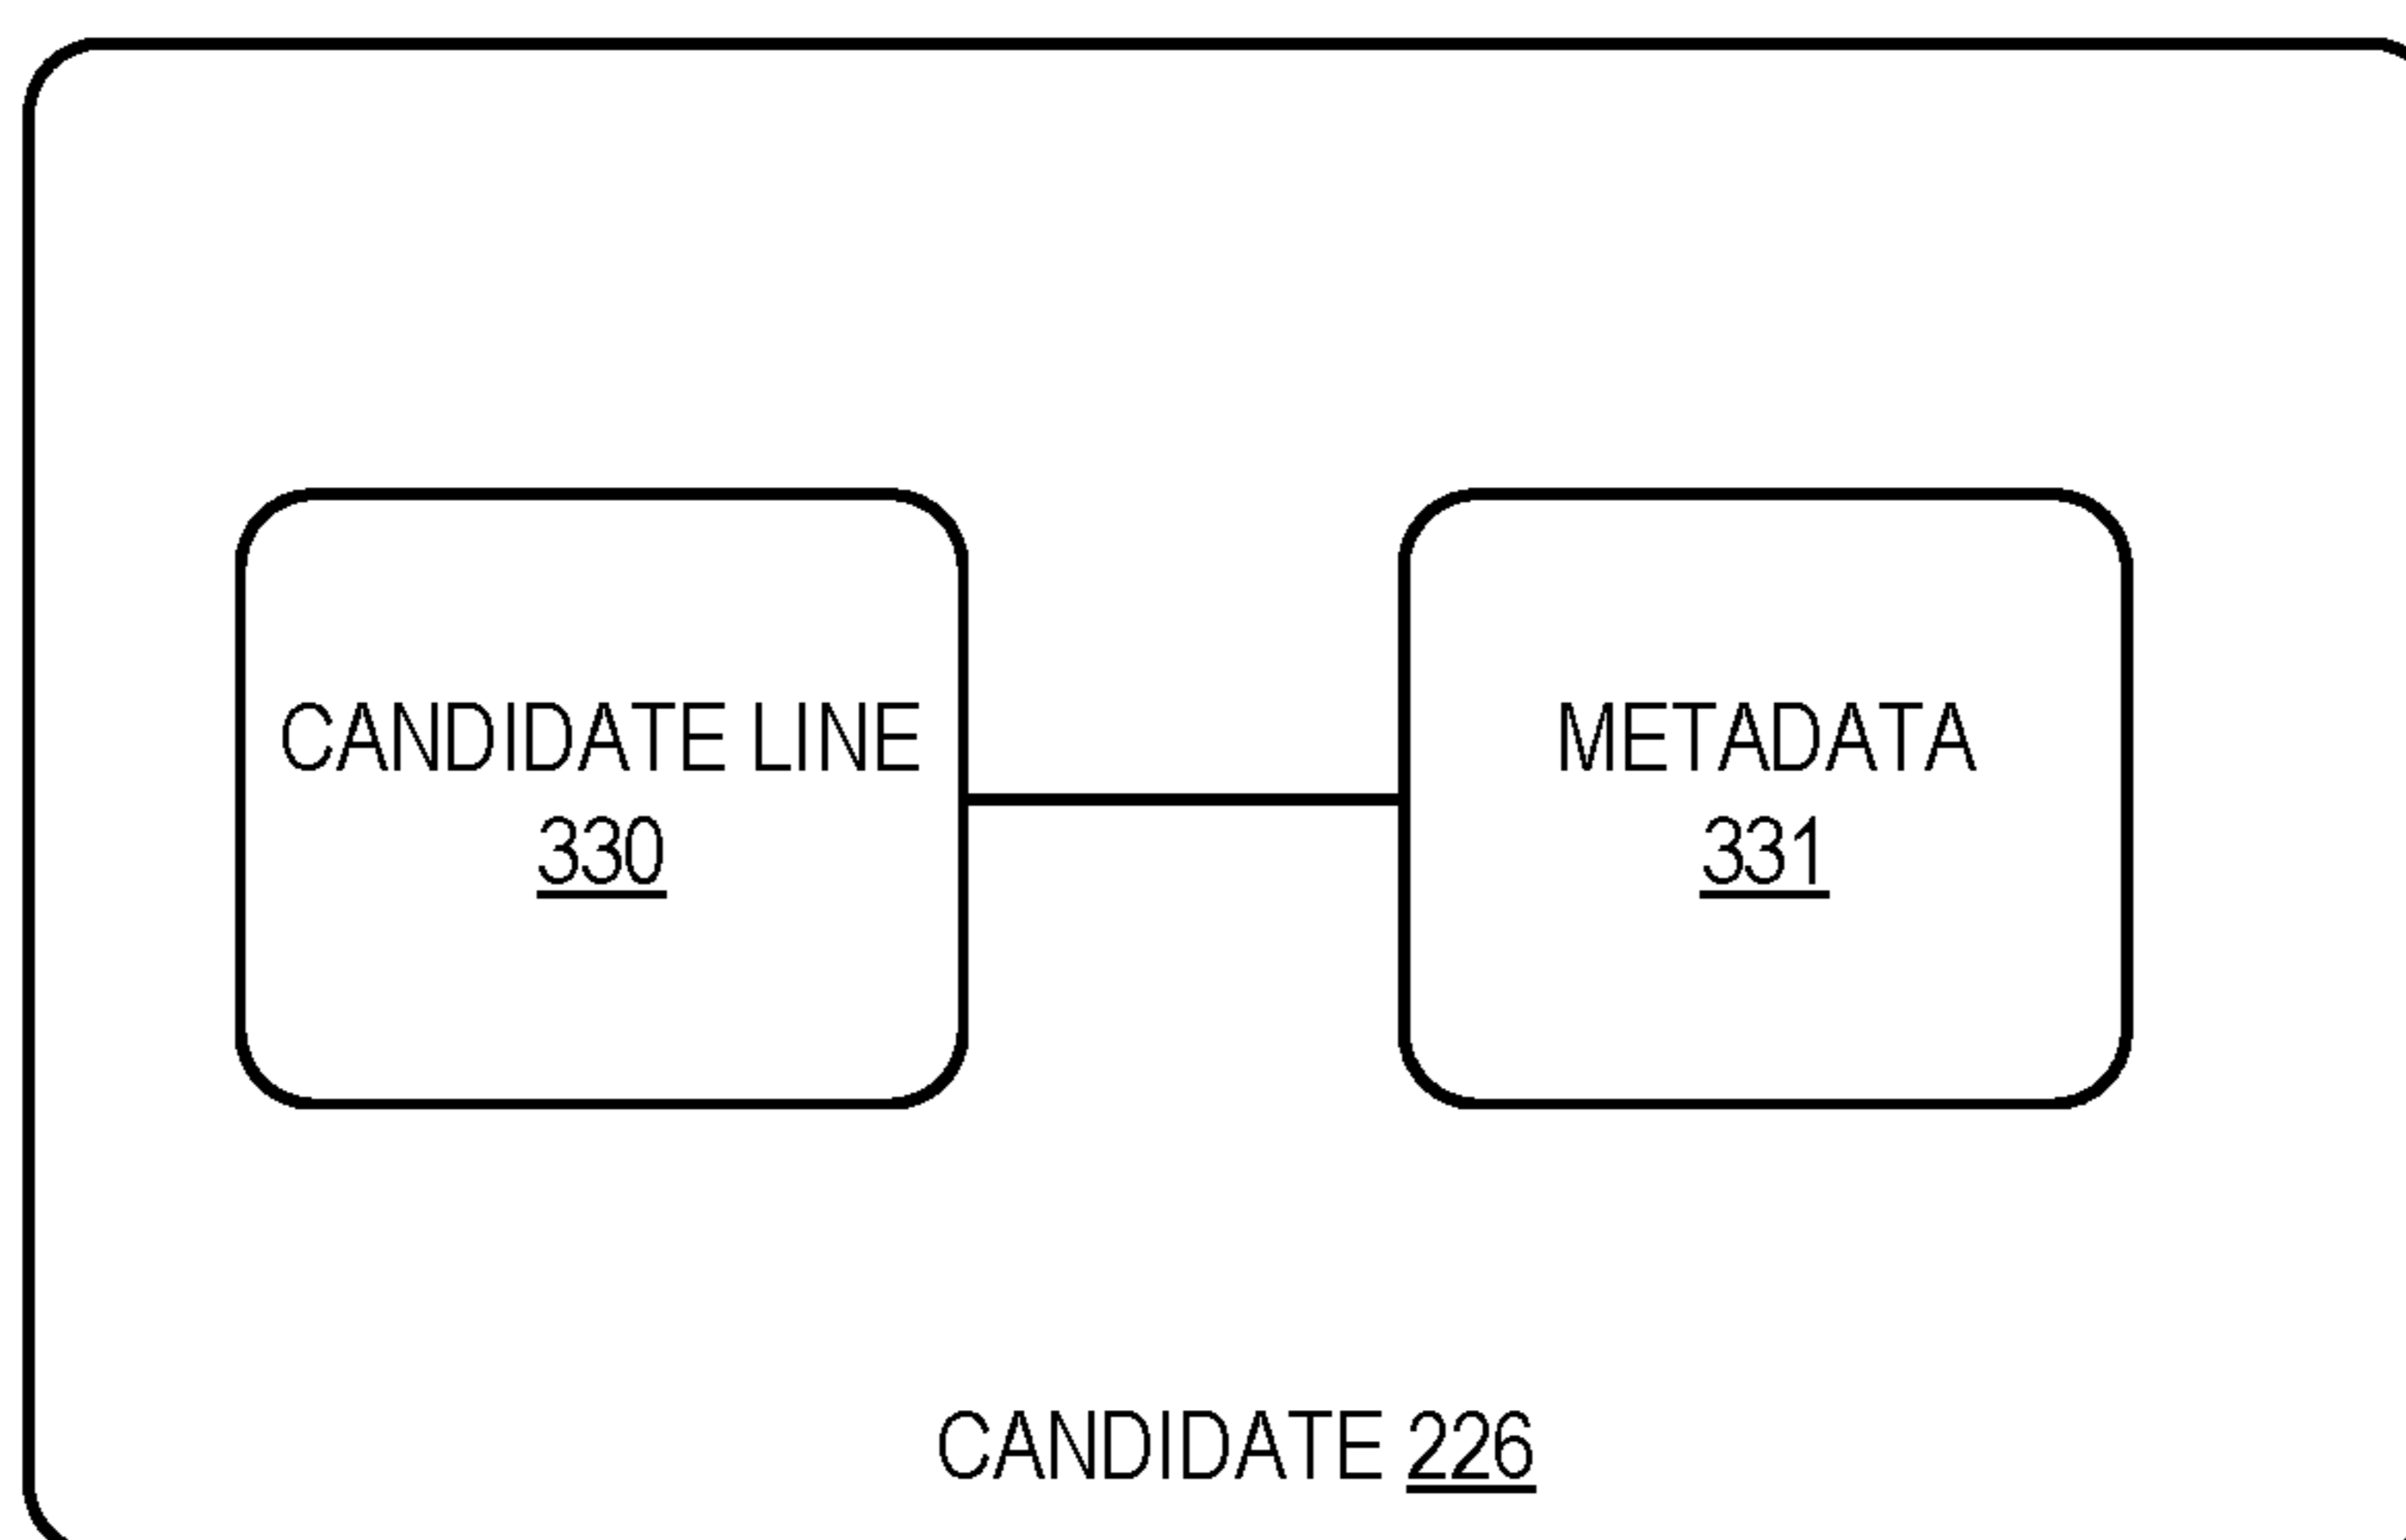 CANDIDATE LINE
330
METADATA
331
CANDIDATE 226